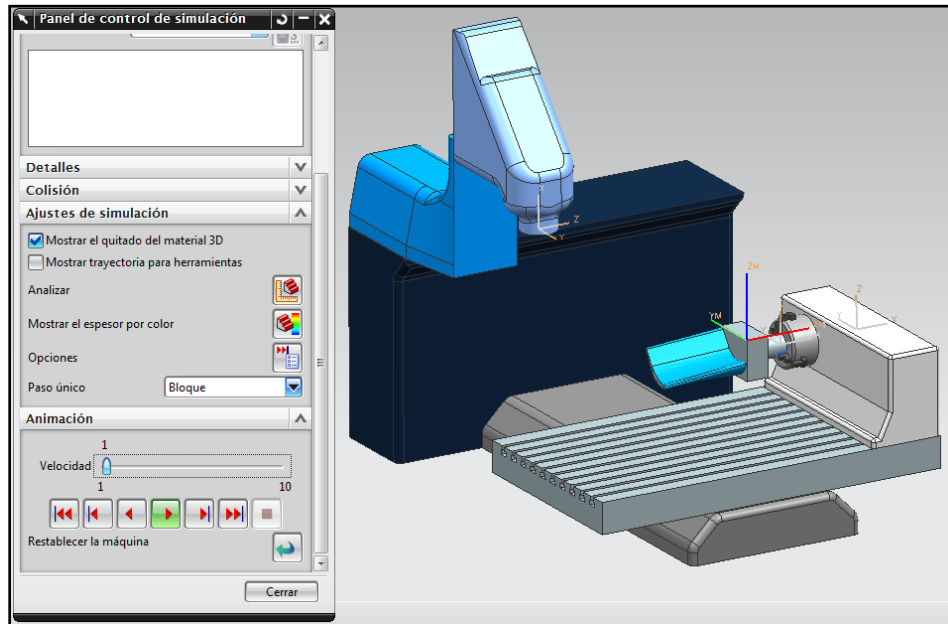 Panel de control de simulación
Detalles
Colisión
Ajustes de simulación
Mostrar el quitado del material 3D
Mostrar trayectoria para herramientas
Analizar
Mostrar el espesor por color
Opciones
Paso único Bloque
Animación
1
Velocidad
1 10
Restablecer la máquina
Cerrar
Z
Y
ZM
YM
Z
Y
X